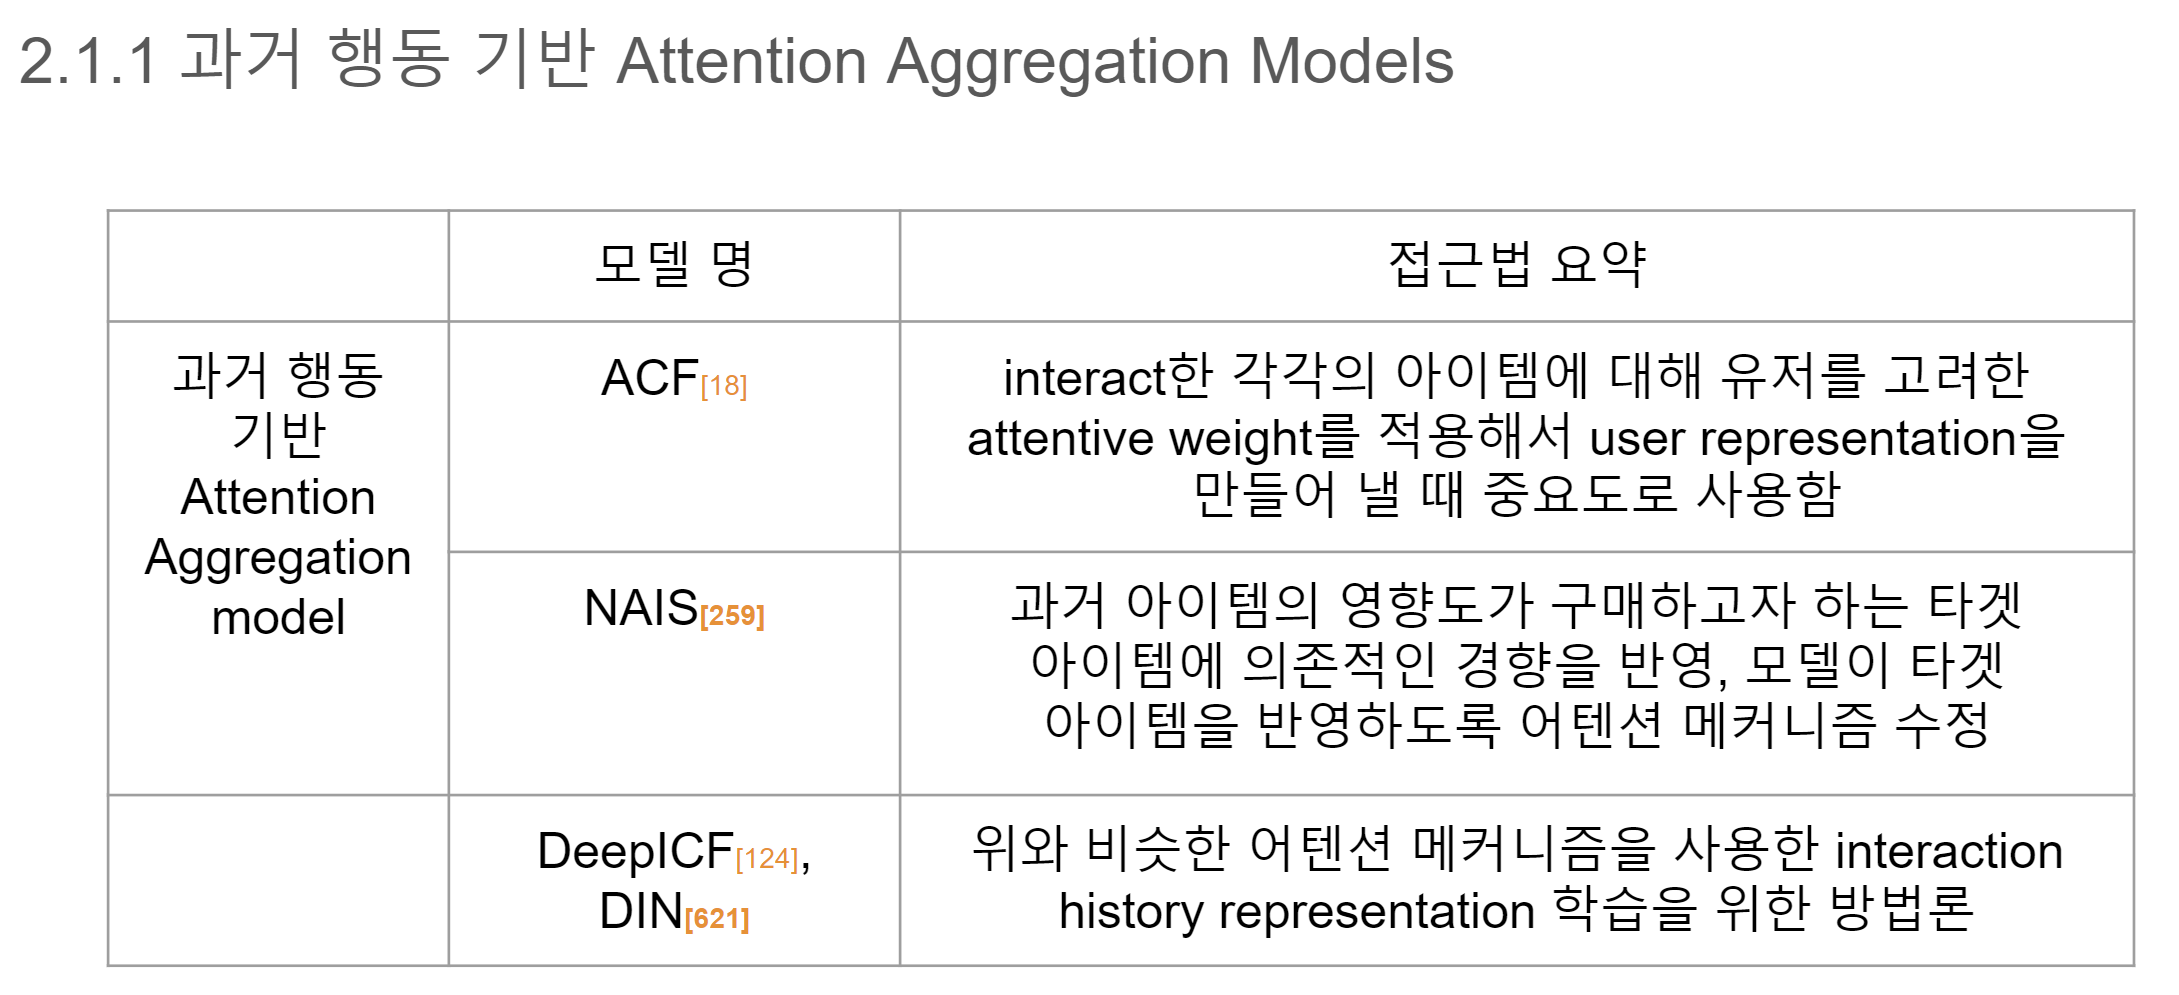 2.1.1 과거 행동 기반 Attention Aggregation Models
모델 명
접근법 요약
과거 행동
기반
Attention
Aggregation
model
ACF[18]
interact한 각각의 아이템에 대해 유저를 고려한
attentive weight를 적용해서 user representation을
만들어 낼 때 중요도로 사용함
NAIS[259]
과거 아이템의 영향도가 구매하고자 하는 타겟
아이템에 의존적인 경향을 반영, 모델이 타겟
아이템을 반영하도록 어텐션 메커니즘 수정
DeepICF[124],
DIN[621]
위와 비슷한 어텐션 메커니즘을 사용한 interaction
history representation 학습을 위한 방법론